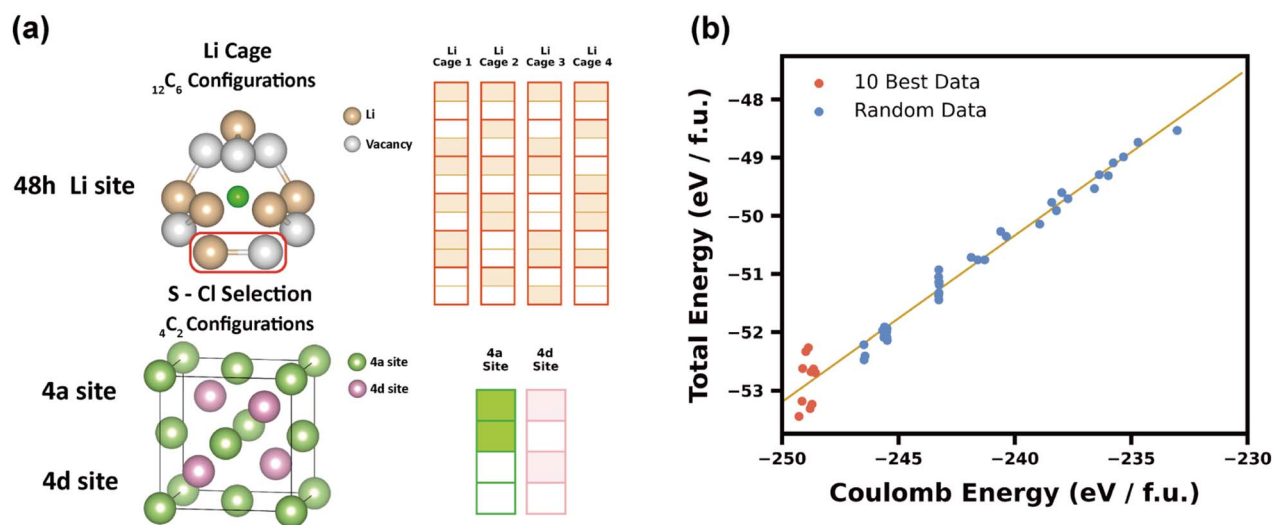 (a)
Li Cage
₁₂C₆ Configurations
Li
Vacancy
48h Li site
S - Cl Selection
₄C₂ Configurations
4a site
4d site
4a site
4d site
Li
Cage 1
Li
Cage 2
Li
Cage 3
Li
Cage 4
4a
Site
4d
Site
(b)
10 Best Data
Random Data
Total Energy (eV / f.u.)
−48
−49
−50
−51
−52
−53
−250
−245
−240
−235
−230
Coulomb Energy (eV / f.u.)